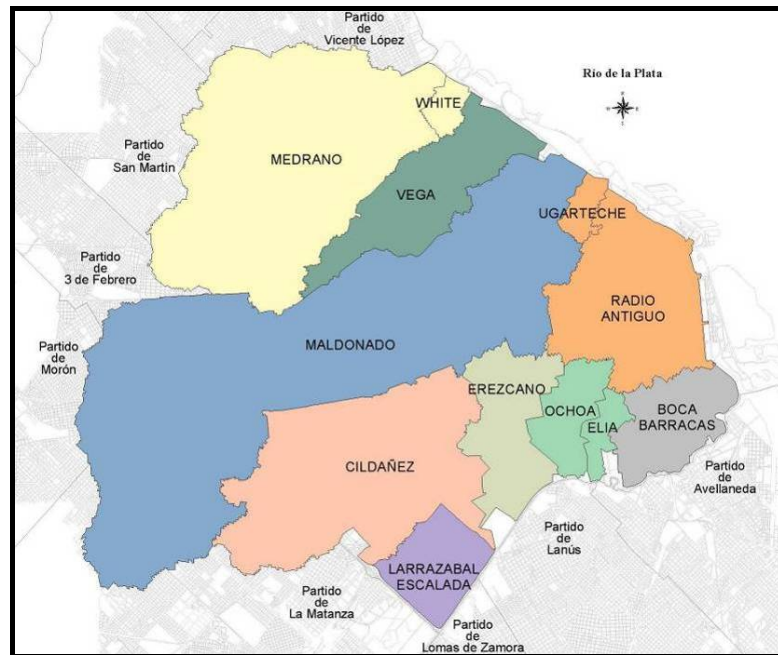 Partido
de
Vicente López
Río de la Plata
WHITE
Partido
de
San Martín
MEDRANO
VEGA
UGARTECHE
Partido
de
3 de Febrero
RADIO
ANTIGUO
Partido
de
Morón
MALDONADO
EREZCANO
OCHOA
ELIA
BOCA
BARRACAS
CILDAÑEZ
Partido
de
Avellaneda
Partido
de
Lanús
LARRAZABAL
ESCALADA
Partido
de
La Matanza
Partido
de
Lomas de Zamora